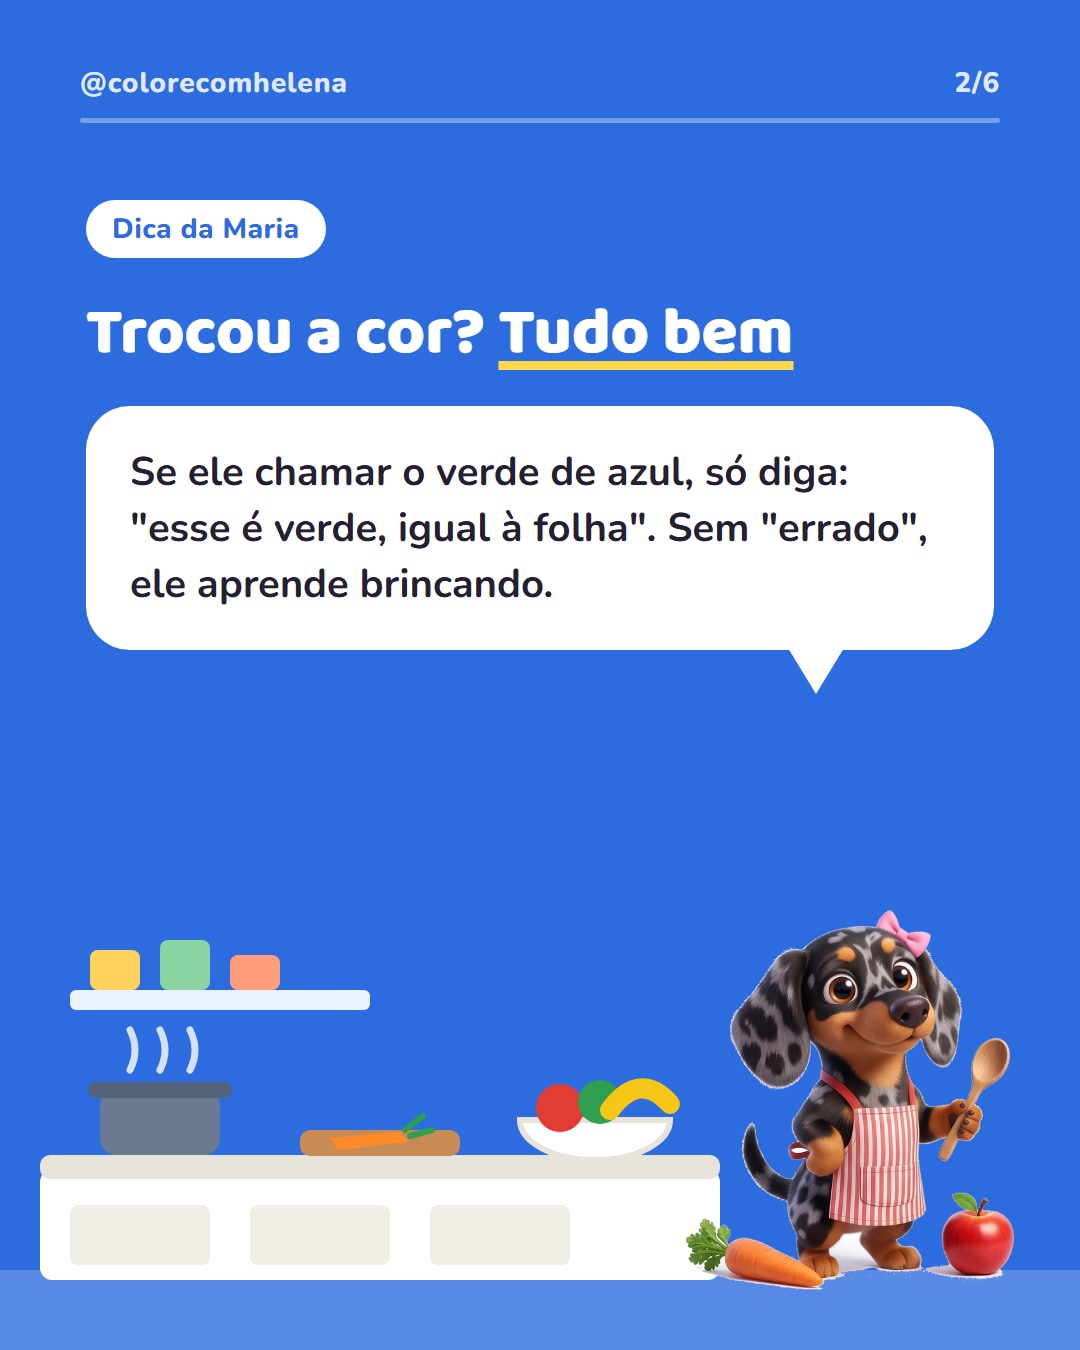 @colorecomhelena
2/6
Dica da Maria
Trocou a cor? Tudo bem
Se ele chamar o verde de azul, só diga:
"esse é verde, igual à folha". Sem "errado",
ele aprende brincando.